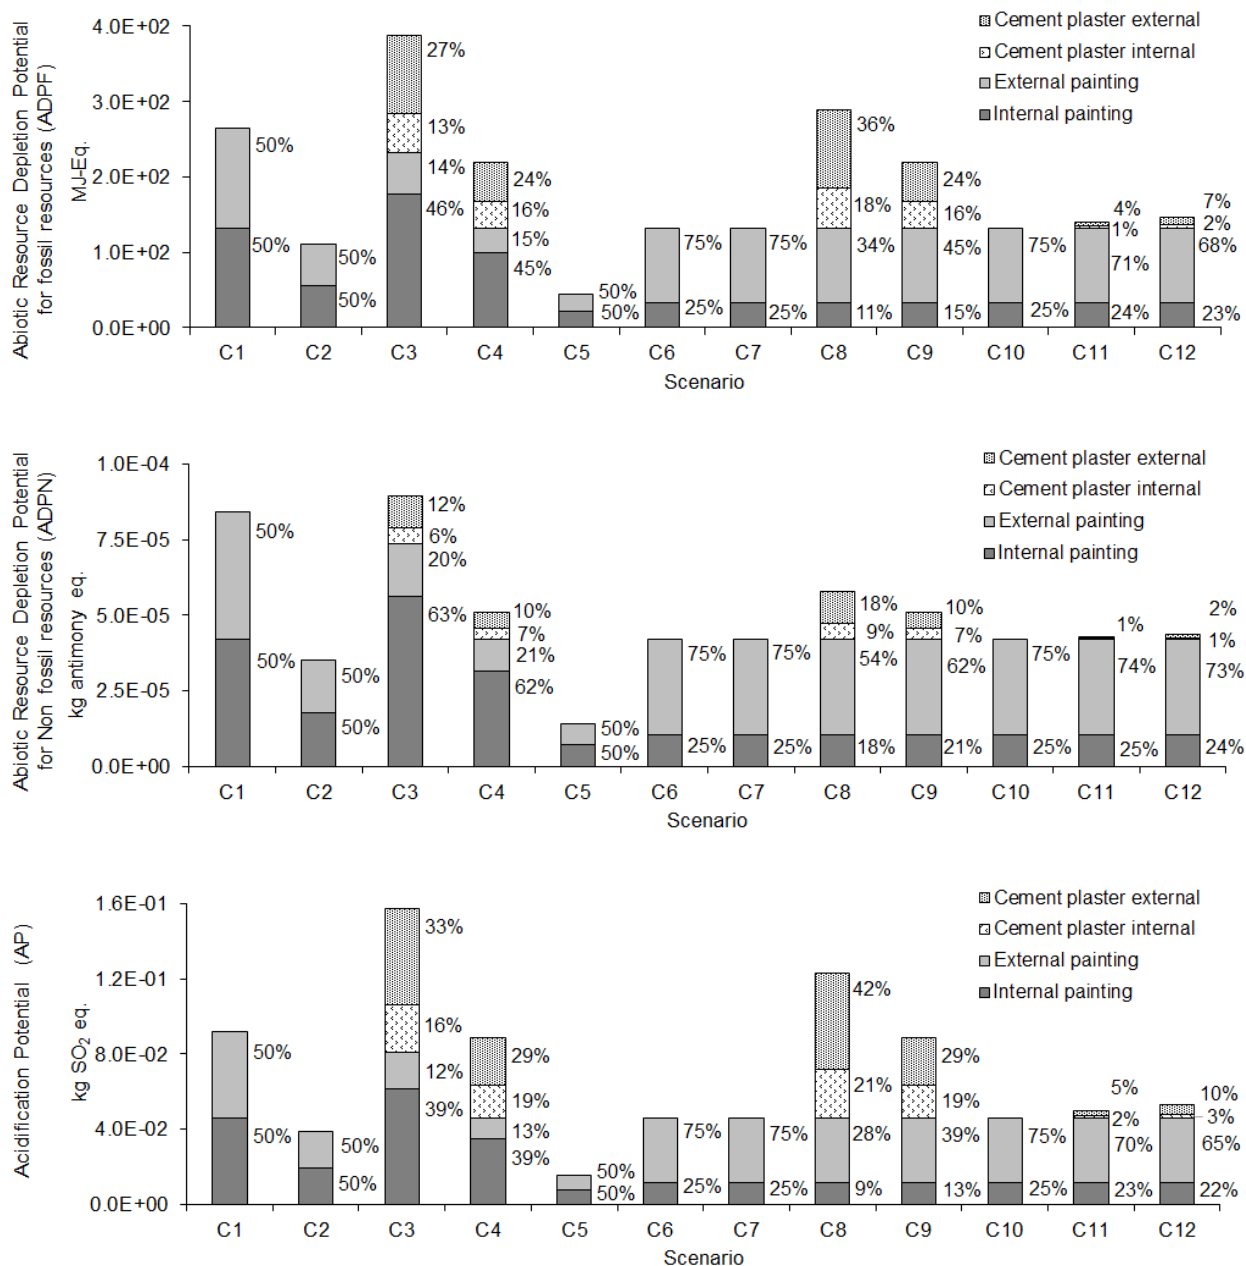 Abiotic Resource Depletion Potential
for fossil resources (ADPF)
MJ-Eq.
4.0E+02
3.0E+02
2.0E+02
1.0E+02
0.0E+00
Cement plaster external
Cement plaster internal
External painting
Internal painting
50%
50%
50%
50%
27%
13%
14%
46%
24%
16%
15%
45%
50%
50%
75%
25%
75%
25%
36%
18%
34%
11%
24%
16%
45%
15%
75%
25%
4%
1%
71%
24%
7%
2%
68%
23%
C1 C2 C3 C4 C5 C6 C7 C8 C9 C10 C11 C12
Scenario
Abiotic Resource Depletion Potential
for Non fossil resources (ADPN)
kg antimony eq.
1.0E-04
7.5E-05
5.0E-05
2.5E-05
0.0E+00
Cement plaster external
Cement plaster internal
External painting
Internal painting
50%
50%
50%
50%
12%
6%
20%
63%
10%
7%
21%
62%
50%
50%
75%
25%
75%
25%
18%
9%
54%
18%
10%
7%
62%
21%
75%
25%
1%
74%
25%
2%
1%
73%
24%
C1 C2 C3 C4 C5 C6 C7 C8 C9 C10 C11 C12
Scenario
Acidification Potential (AP)
kg SO₂ eq.
1.6E-01
1.2E-01
8.0E-02
4.0E-02
0.0E+00
Cement plaster external
Cement plaster internal
External painting
Internal painting
50%
50%
50%
50%
33%
16%
12%
39%
29%
19%
13%
39%
50%
50%
75%
25%
75%
25%
42%
21%
28%
9%
29%
19%
39%
13%
75%
25%
5%
2%
70%
23%
10%
3%
65%
22%
C1 C2 C3 C4 C5 C6 C7 C8 C9 C10 C11 C12
Scenario